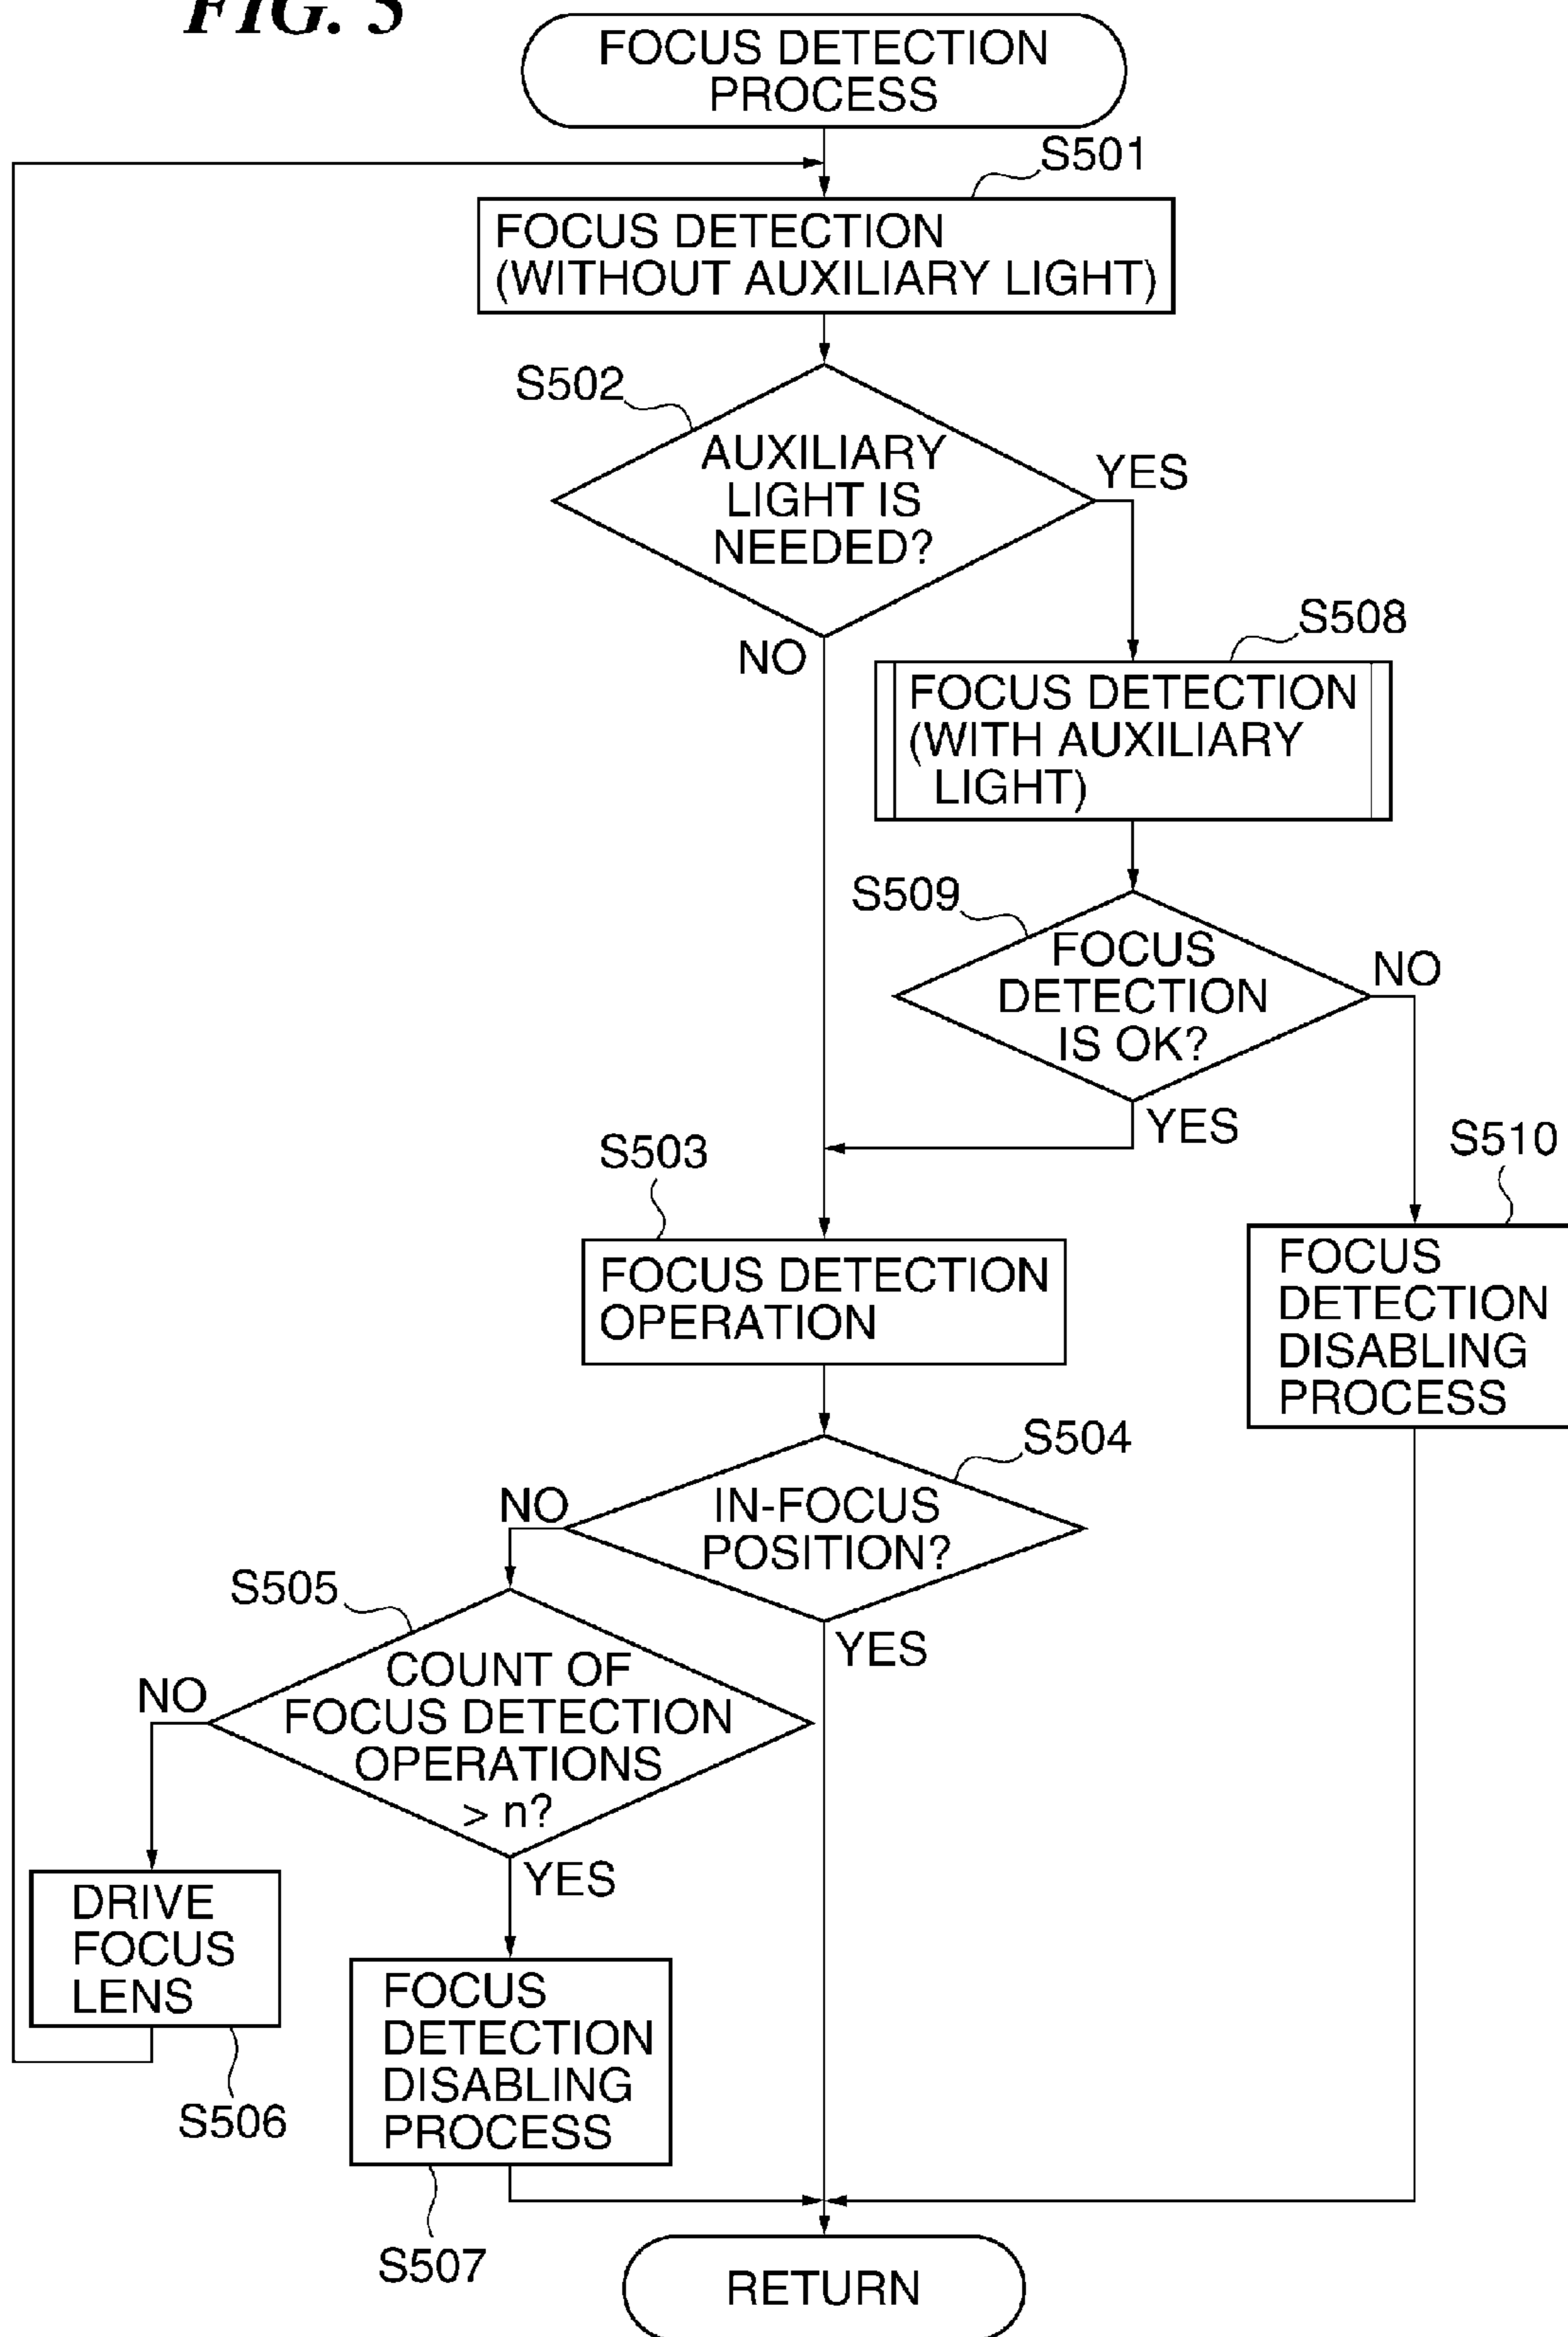 FIG. 5
FOCUS DETECTION
PROCESS
S501
FOCUS DETECTION
(WITHOUT AUXILIARY LIGHT)
S502
AUXILIARY
LIGHT IS
NEEDED?
YES
NO
S508
FOCUS DETECTION
(WITH AUXILIARY
LIGHT)
S509
FOCUS
DETECTION
IS OK?
NO
YES
S503
S510
FOCUS DETECTION
OPERATION
FOCUS
DETECTION
DISABLING
PROCESS
S504
IN-FOCUS
POSITION?
NO
YES
S505
COUNT OF
FOCUS DETECTION
OPERATIONS
> n?
NO
YES
DRIVE
FOCUS
LENS
S506
FOCUS
DETECTION
DISABLING
PROCESS
S507
RETURN